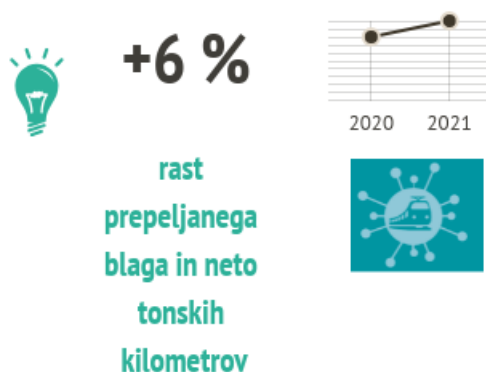 +6 %
2020 2021
rast
prepeljanega
blaga in neto
tonskih
kilometrov